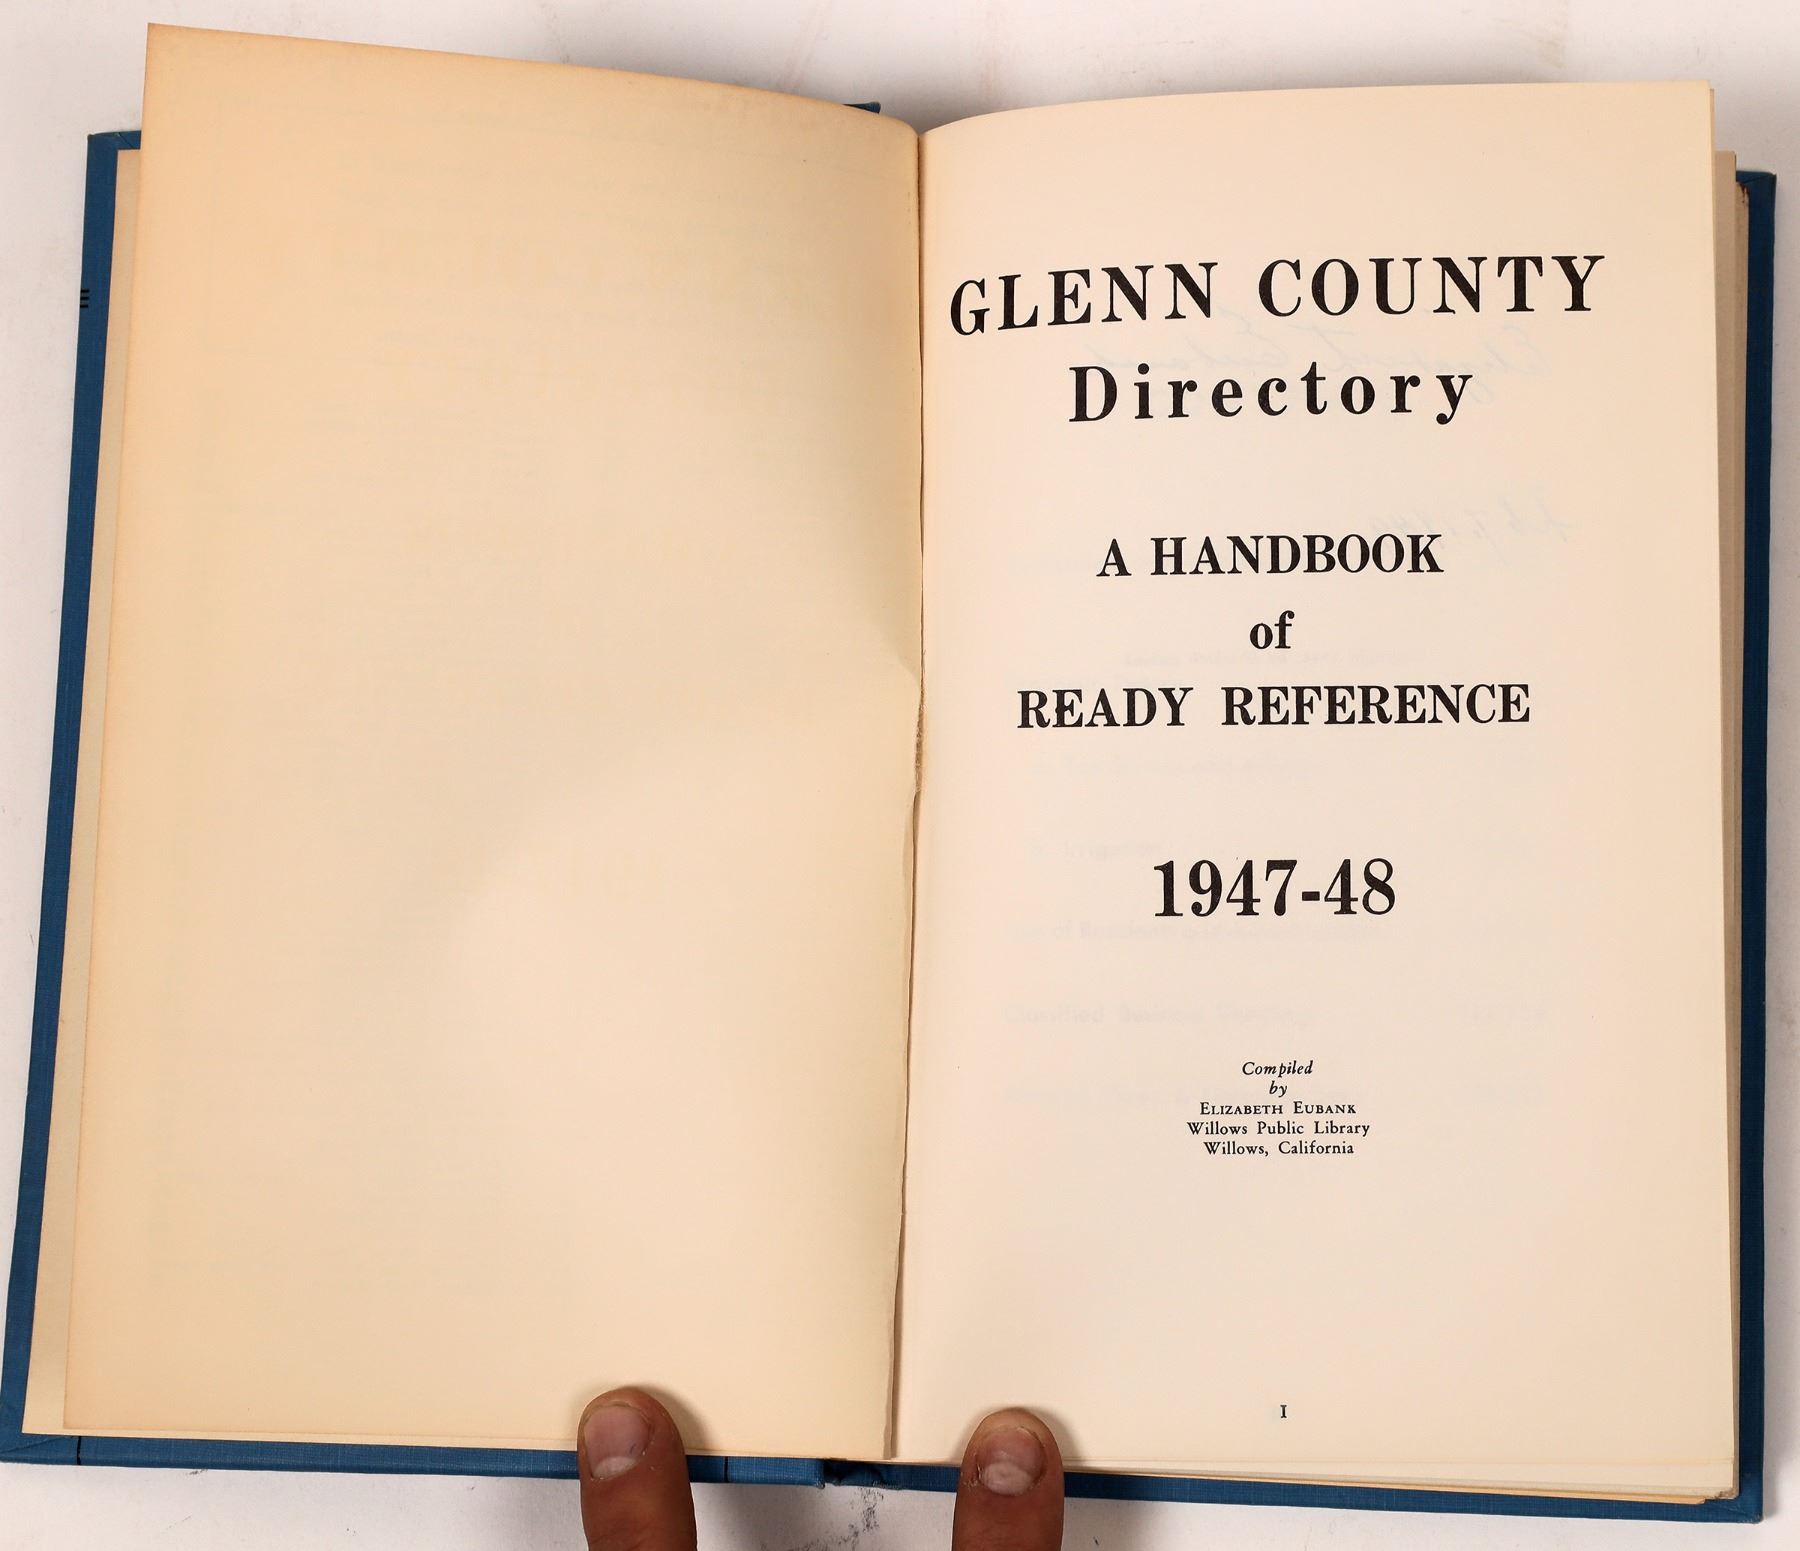 GLENN COUNTY
Directory
A HANDBOOK
of
READY REFERENCE
1947-48
Compiled
by
ELIZABETH EUBANK
Willows Public Library
Willows, California
I